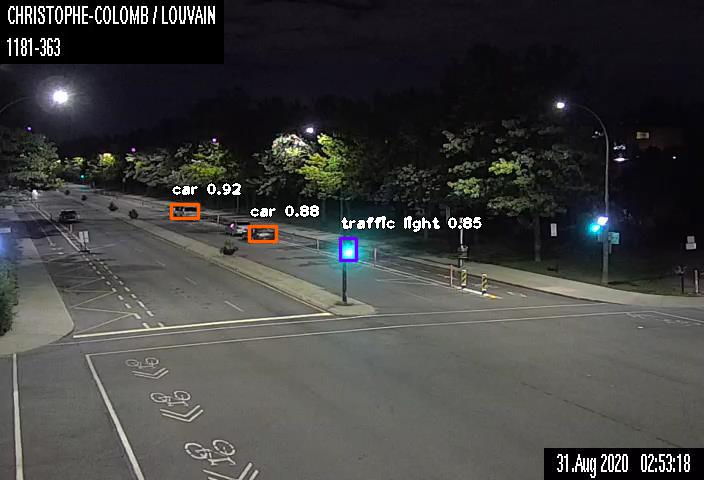 CHRISTOPHE-COLOMB / LOUVAIN
1181-363
car 0.92
car 0.88
traffic light 0.85
31.Aug 2020 02:53:18